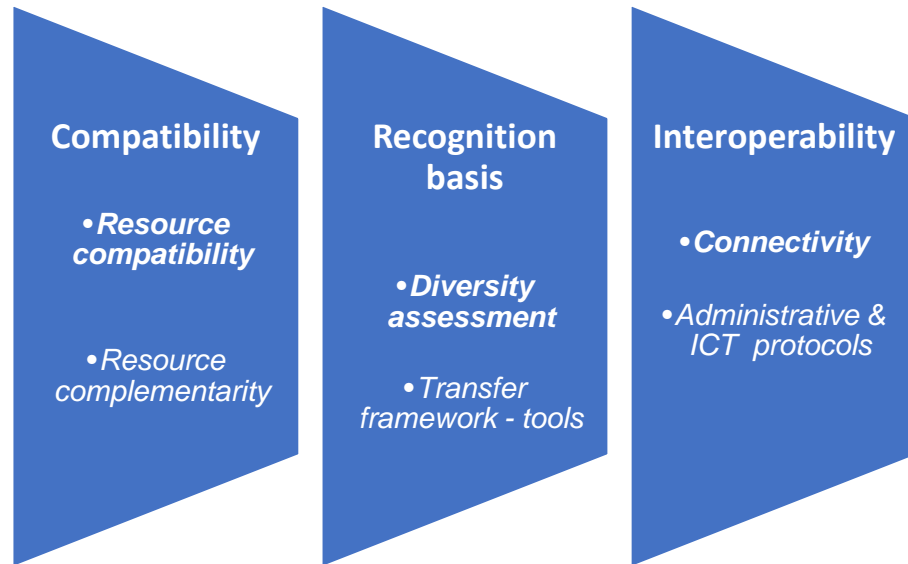 Compatibility
•Resource
compatibility
•Resource
complementarity
Recognition
basis
•Diversity
assessment
•Transfer
framework - tools
Interoperability
•Connectivity
•Administrative &
ICT protocols